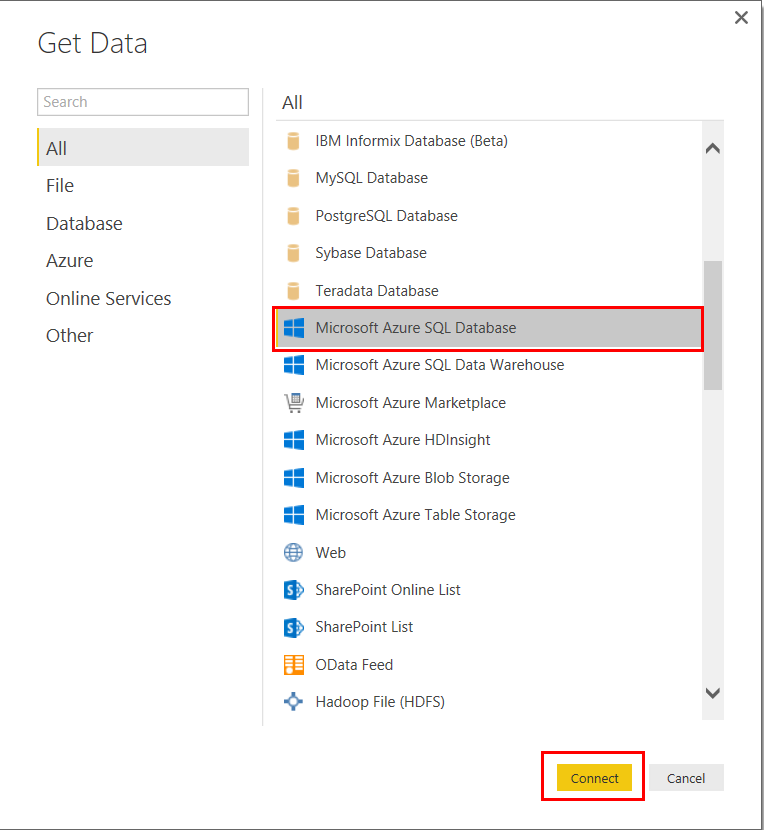 Get Data
Search
All
File
Database
Azure
Online Services
Other
All
IBM Informix Database (Beta)
MySQL Database
PostgreSQL Database
Sybase Database
Teradata Database
Microsoft Azure SQL Database
Microsoft Azure SQL Data Warehouse
Microsoft Azure Marketplace
Microsoft Azure HDInsight
Microsoft Azure Blob Storage
Microsoft Azure Table Storage
Web
SharePoint Online List
SharePoint List
OData Feed
Hadoop File (HDFS)
Connect
Cancel